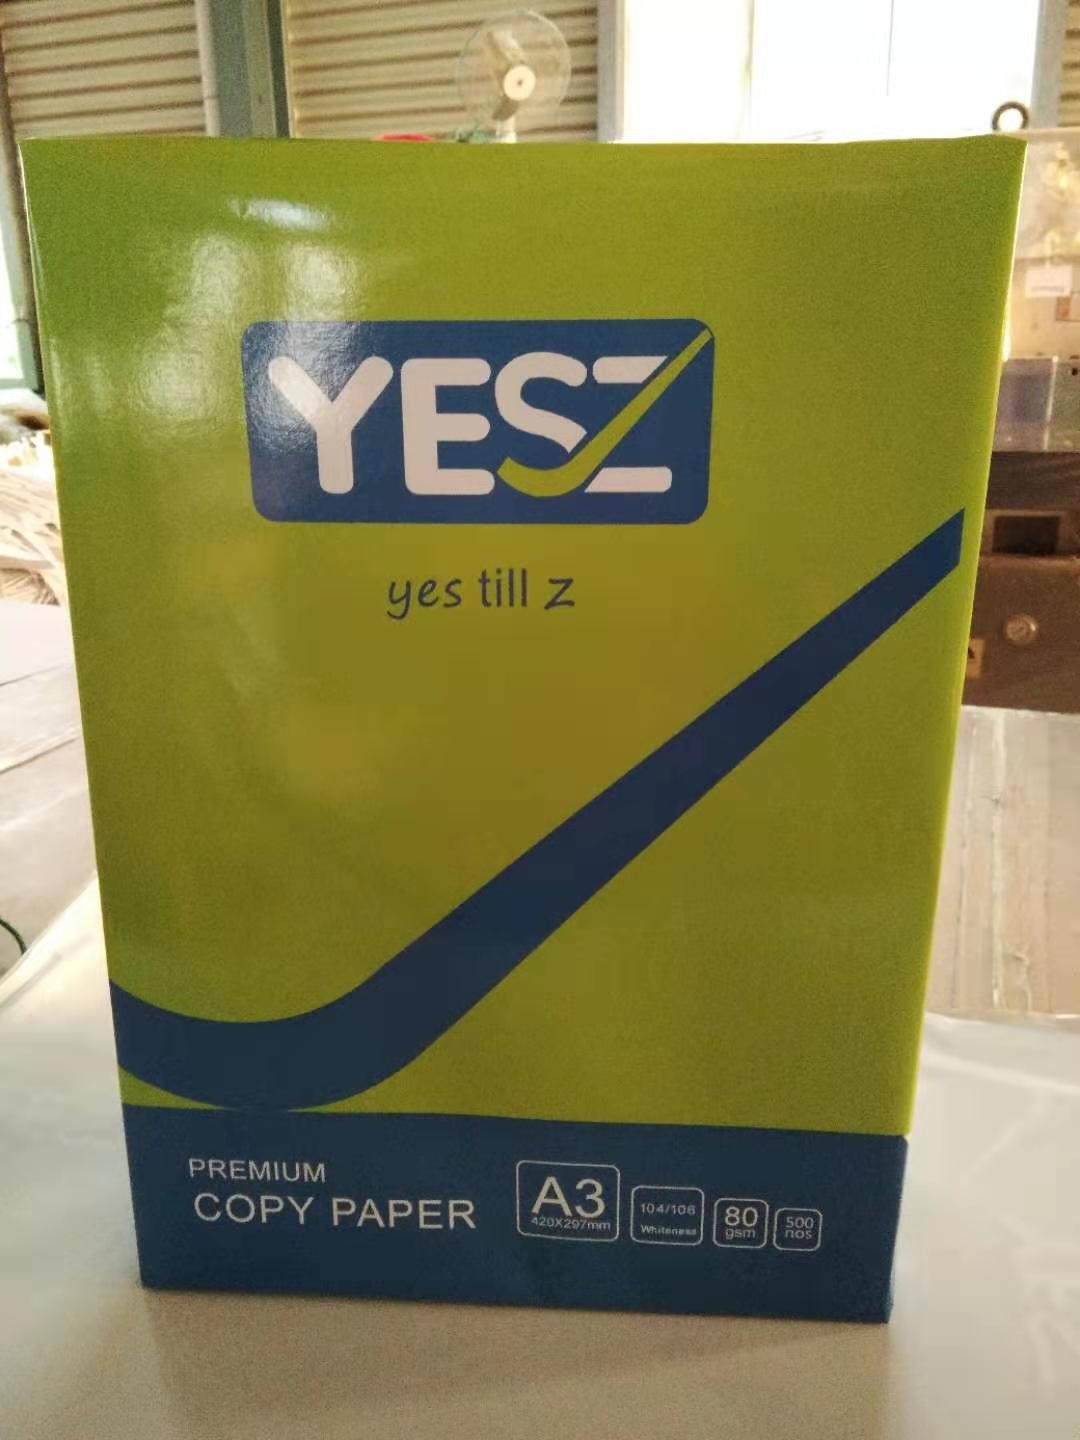 YESZ
yes till z
PREMIUM
COPY PAPER
A3
420X297mm
104/106
Whiteness
80
gsm
500
nos